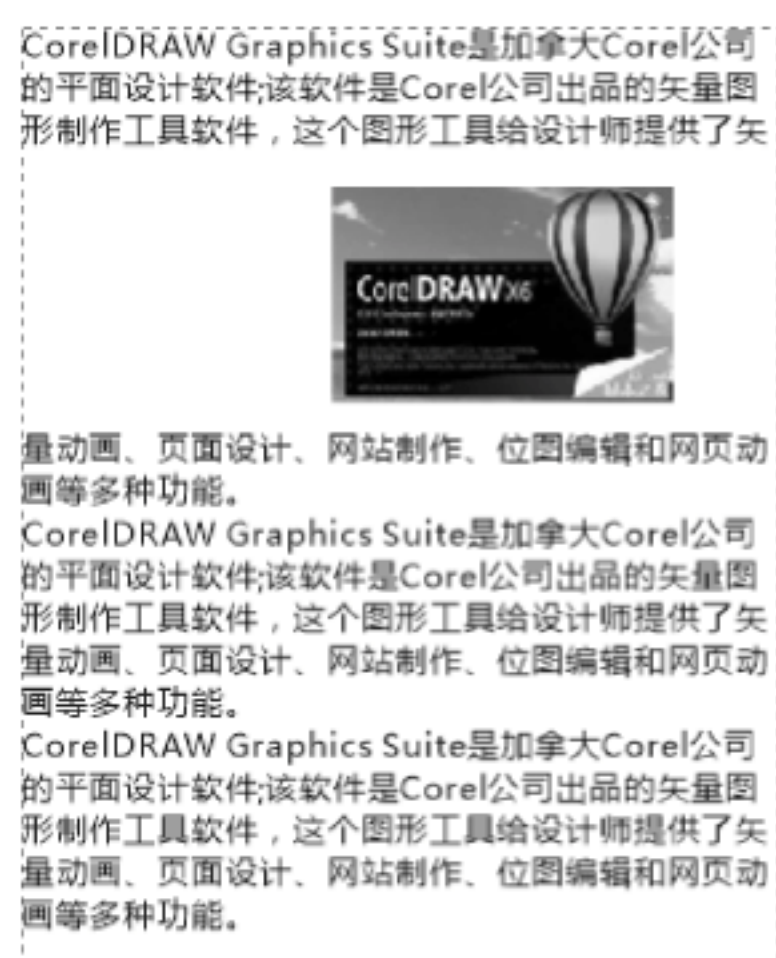 CorelDRAW Graphics Suite是加拿大Corel公司
的平面设计软件;该软件是Corel公司出品的矢量图
形制作工具软件，这个图形工具给设计师提供了矢
CorelDRAW X6
量动画、页面设计、网站制作、位图编辑和网页动
画等多种功能。
CorelDRAW Graphics Suite是加拿大Corel公司
的平面设计软件;该软件是Corel公司出品的矢量图
形制作工具软件，这个图形工具给设计师提供了矢
量动画、页面设计、网站制作、位图编辑和网页动
画等多种功能。
CorelDRAW Graphics Suite是加拿大Corel公司
的平面设计软件;该软件是Corel公司出品的矢量图
形制作工具软件，这个图形工具给设计师提供了矢
量动画、页面设计、网站制作、位图编辑和网页动
画等多种功能。